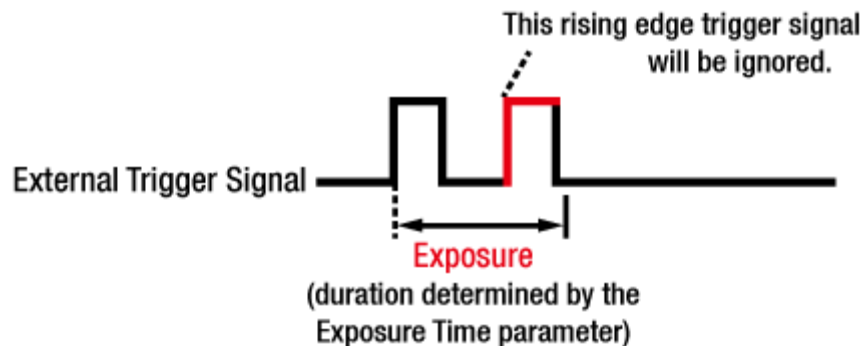 This rising edge trigger signal
will be ignored.
External Trigger Signal
Exposure
(duration determined by the
Exposure Time parameter)